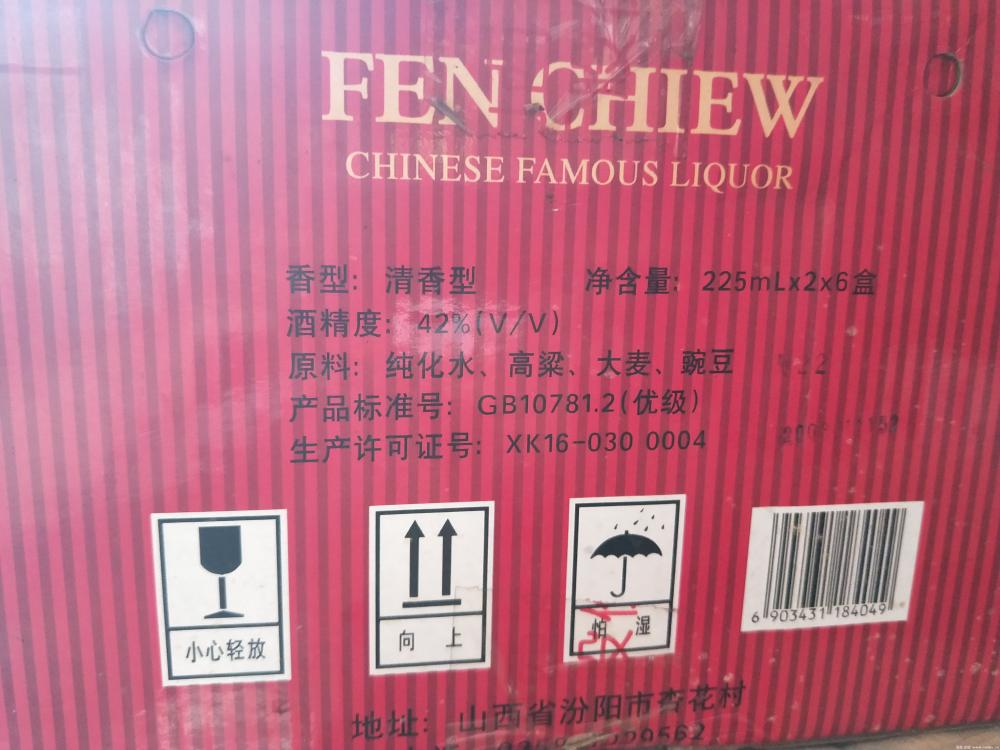 FEN CHIEW
CHINESE FAMOUS LIQUOR
香型: 清香型 净含量: 225mLx2x6盒
酒精度: 42%(V/V)
原料: 纯化水、高粱、大麦、豌豆
产品标准号: GB10781.2(优级)
生产许可证号: XK16-030 0004
小心轻放
向 上
怕 湿
6 903431 184049
地址: 山西省汾阳市杏花村